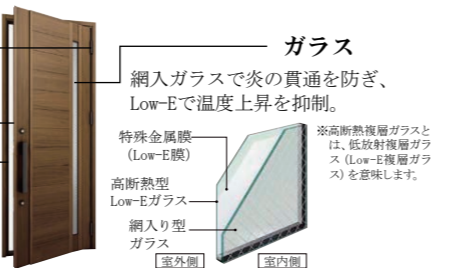 ガラス
網入ガラスで炎の貫通を防ぎ、
Low-Eで温度上昇を抑制。
特殊金属膜
(Low-E膜)
高断熱型
Low-Eガラス
網入り型
ガラス
室外側
室内側
※高断熱複層ガラスと
は、低放射複層ガラ
ス(Low-E複層ガラ
ス)を意味します。